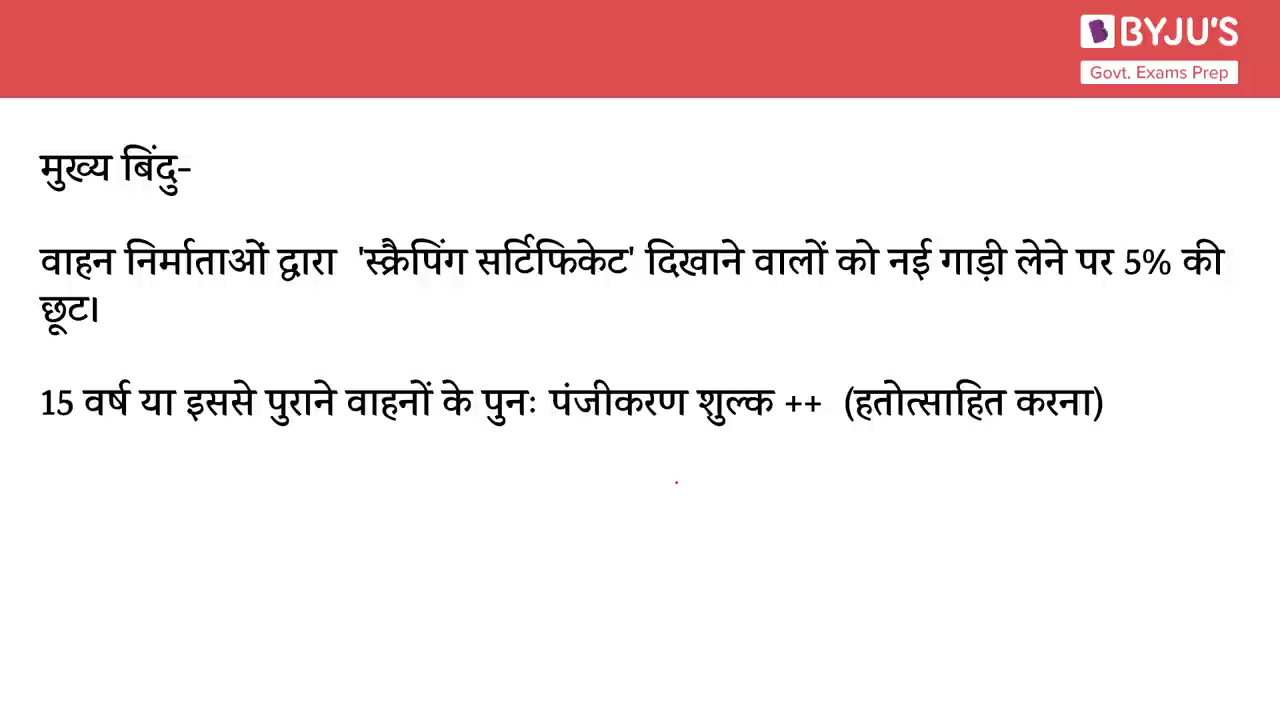 BYJU'S
Govt. Exams Prep
मुख्य बिंदु-
वाहन निर्माताओं द्वारा 'स्क्रैपिंग सर्टिफिकेट' दिखाने वालों को नई गाड़ी लेने पर 5% की
छूट।
15 वर्ष या इससे पुराने वाहनों के पुनः पंजीकरण शुल्क ++ (हतोत्साहित करना)